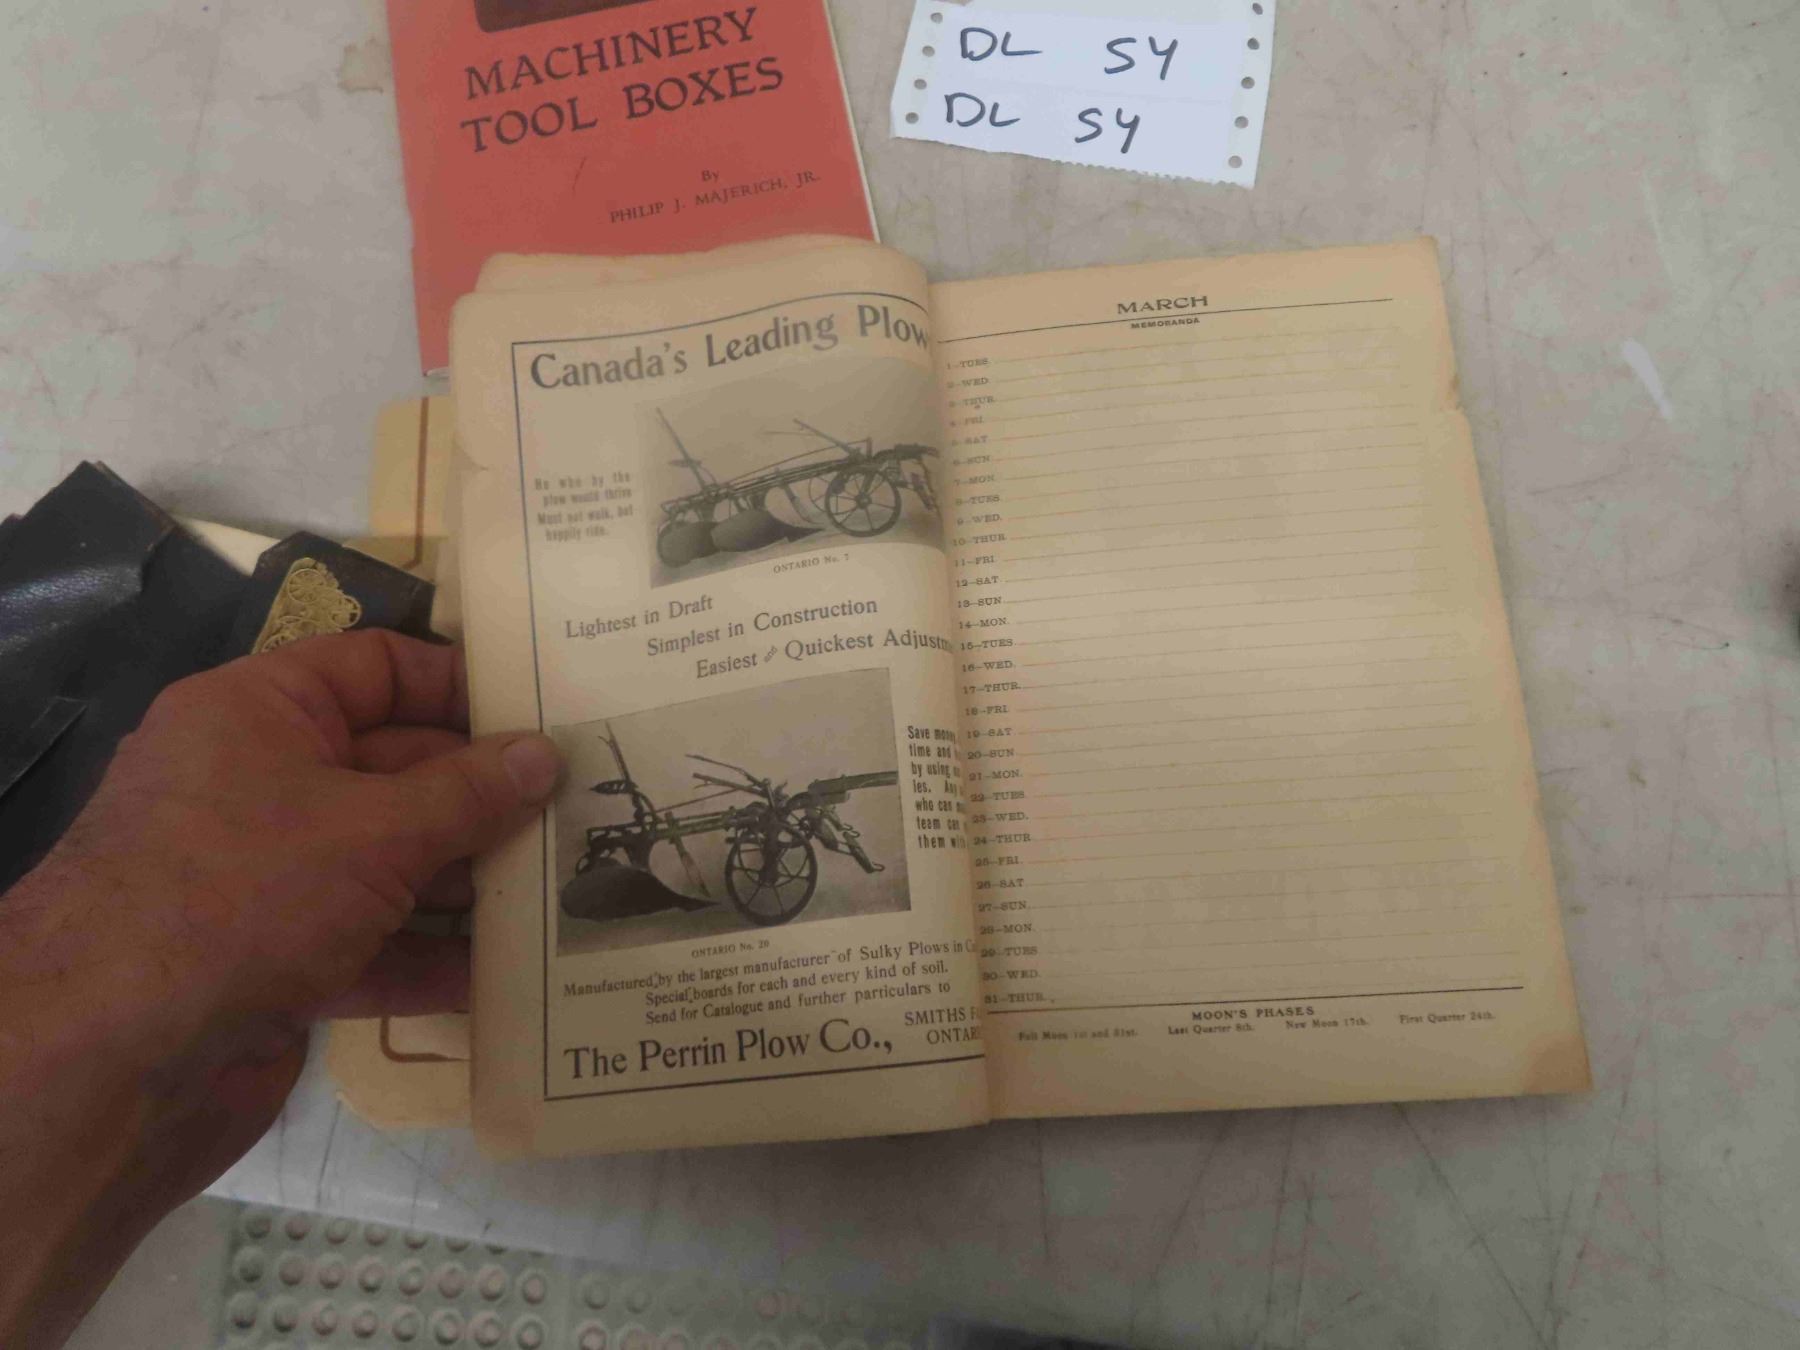 MACHINERY
TOOL BOXES
By
PHILIP J. MAJERICH, JR.
DL SY
DL SY
Canada's Leading Plow
He who by the
plow would thrive
Must not walk, but
happily ride.
ONTARIO No. 7
Lightest in Draft
Simplest in Construction
Easiest and Quickest Adjustm
Save mon
time and
by using
les. Any
who can
team can
them wi
ONTARIO No. 20
Manufactured by the largest manufacturer of Sulky Plows in C
Special boards for each and every kind of soil.
Send for Catalogue and further particulars to
The Perrin Plow Co.,
SMITHS F
ONTAR
MARCH
MEMORANDA
1—TUES.
2—WED.
3—THUR.
4—FRI.
5—SAT
6—SUN.
7—MON.
8—TUES.
9—WED.
10—THUR.
11—FRI.
12—SAT.
13—SUN.
14—MON.
15—TUES.
16—WED.
17—THUR.
18—FRI.
19—SAT
20—SUN
21—MON.
22—TUES.
23—WED.
24—THUR
25—FRI.
26—SAT
27—SUN.
28—MON.
29—TUES
30—WED.
31—THUR.
MOON'S PHASES
Full Moon 1st and 31st. Last Quarter 8th. New Moon 17th. First Quarter 24th.